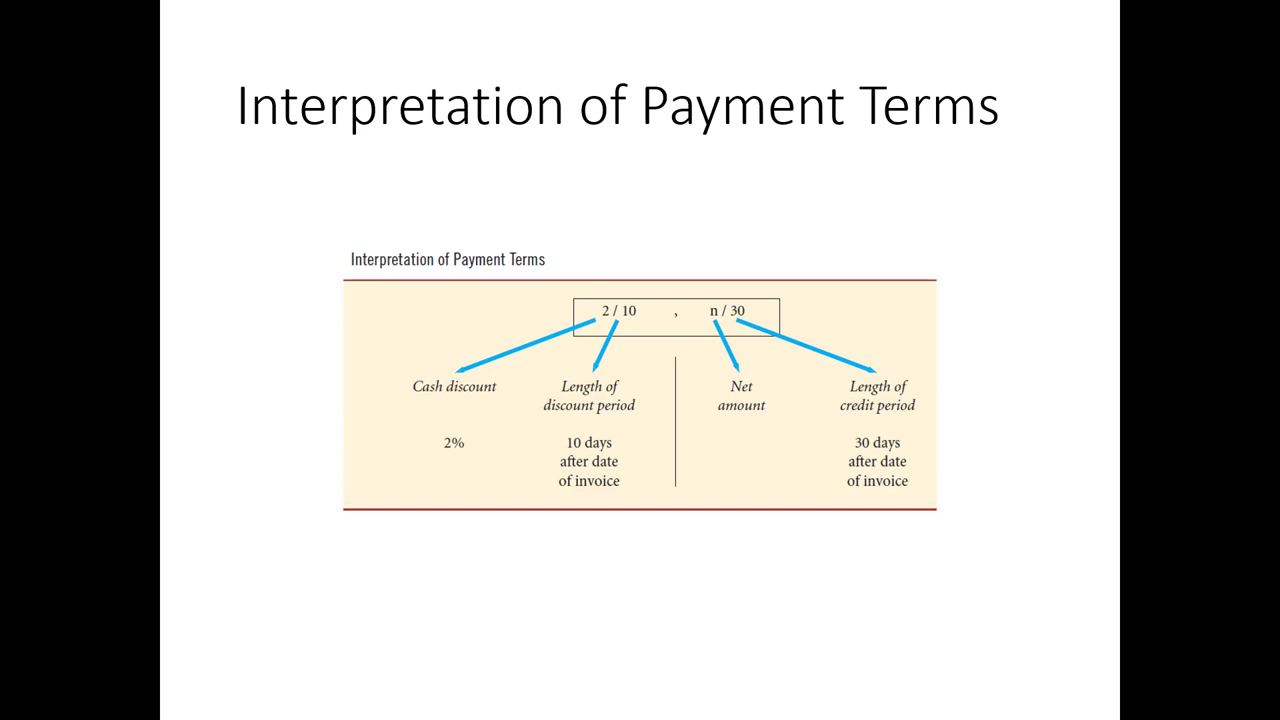 Interpretation of Payment Terms
Interpretation of Payment Terms
2 / 10 , n / 30
Cash discount
Length of
discount period
Net
amount
Length of
credit period
2%
10 days
after date
of invoice
30 days
after date
of invoice